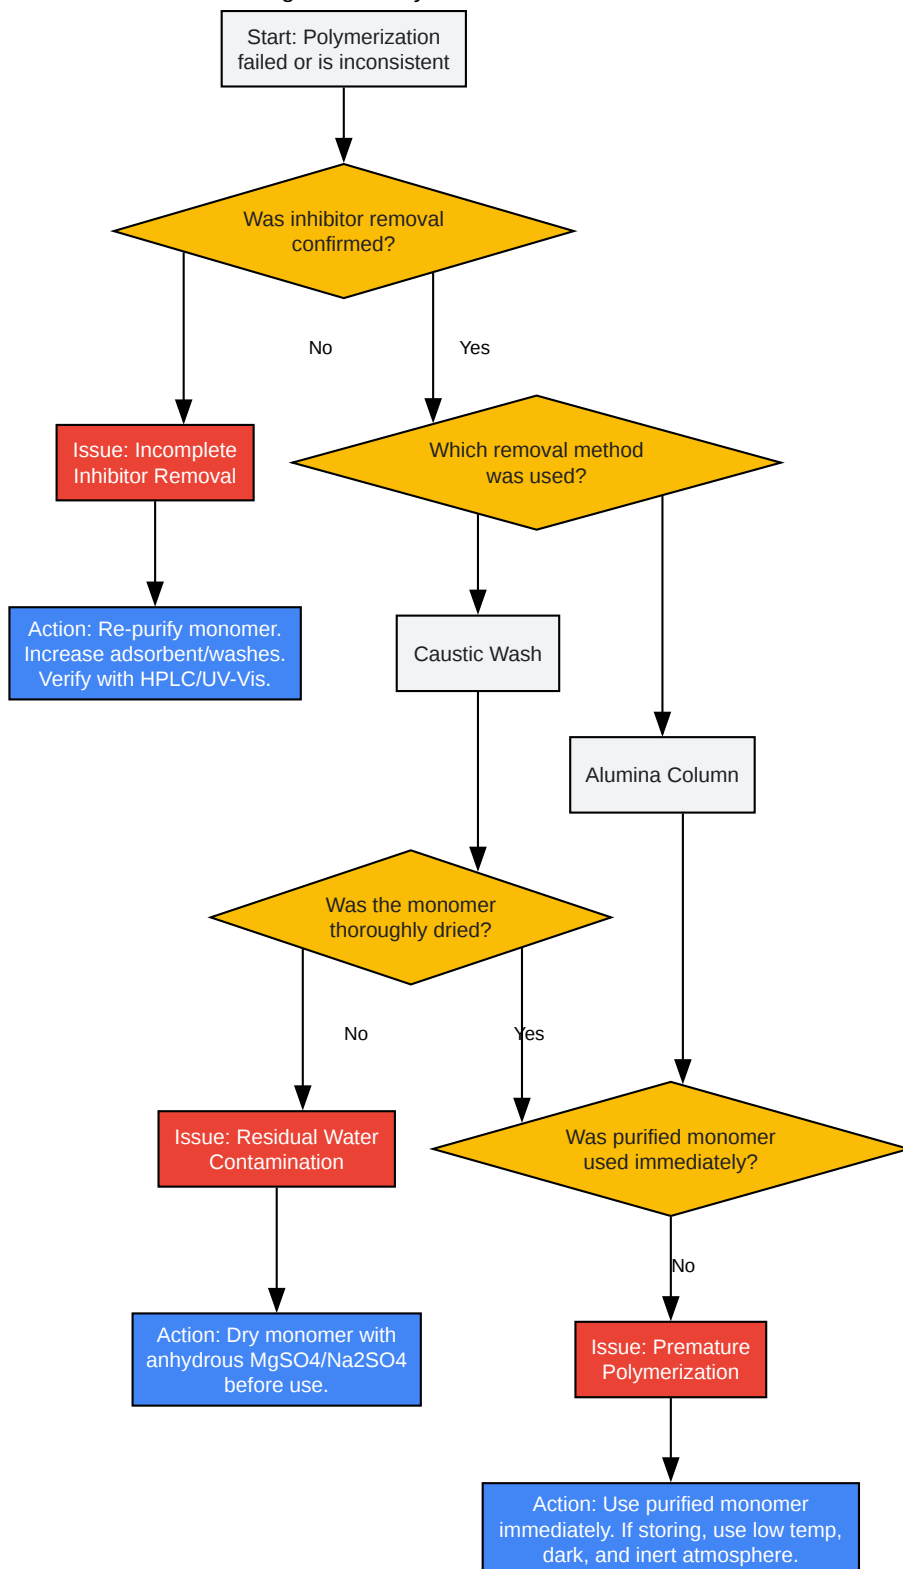 Start: Polymerization
failed or is inconsistent
Was inhibitor removal
confirmed?
No
Yes
Issue: Incomplete
Inhibitor Removal
Which removal method
was used?
Action: Re-purify monomer.
Increase adsorbent/washes.
Verify with HPLC/UV-Vis.
Caustic Wash
Alumina Column
Was the monomer
thoroughly dried?
No
Yes
Issue: Residual Water
Contamination
Was purified monomer
used immediately?
No
Action: Dry monomer with
anhydrous MgSO4/Na2SO4
before use.
Issue: Premature
Polymerization
Action: Use purified monomer
immediately. If storing, use low temp,
dark, and inert atmosphere.